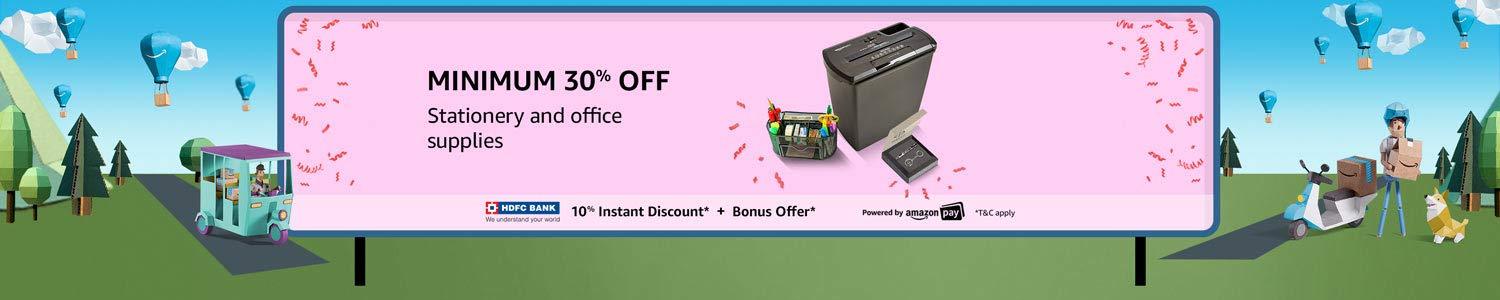 MINIMUM 30% OFF
Stationery and office
supplies
HDFC BANK
We understand your world
10% Instant Discount* + Bonus Offer*
Powered by amazon pay
*T&C apply